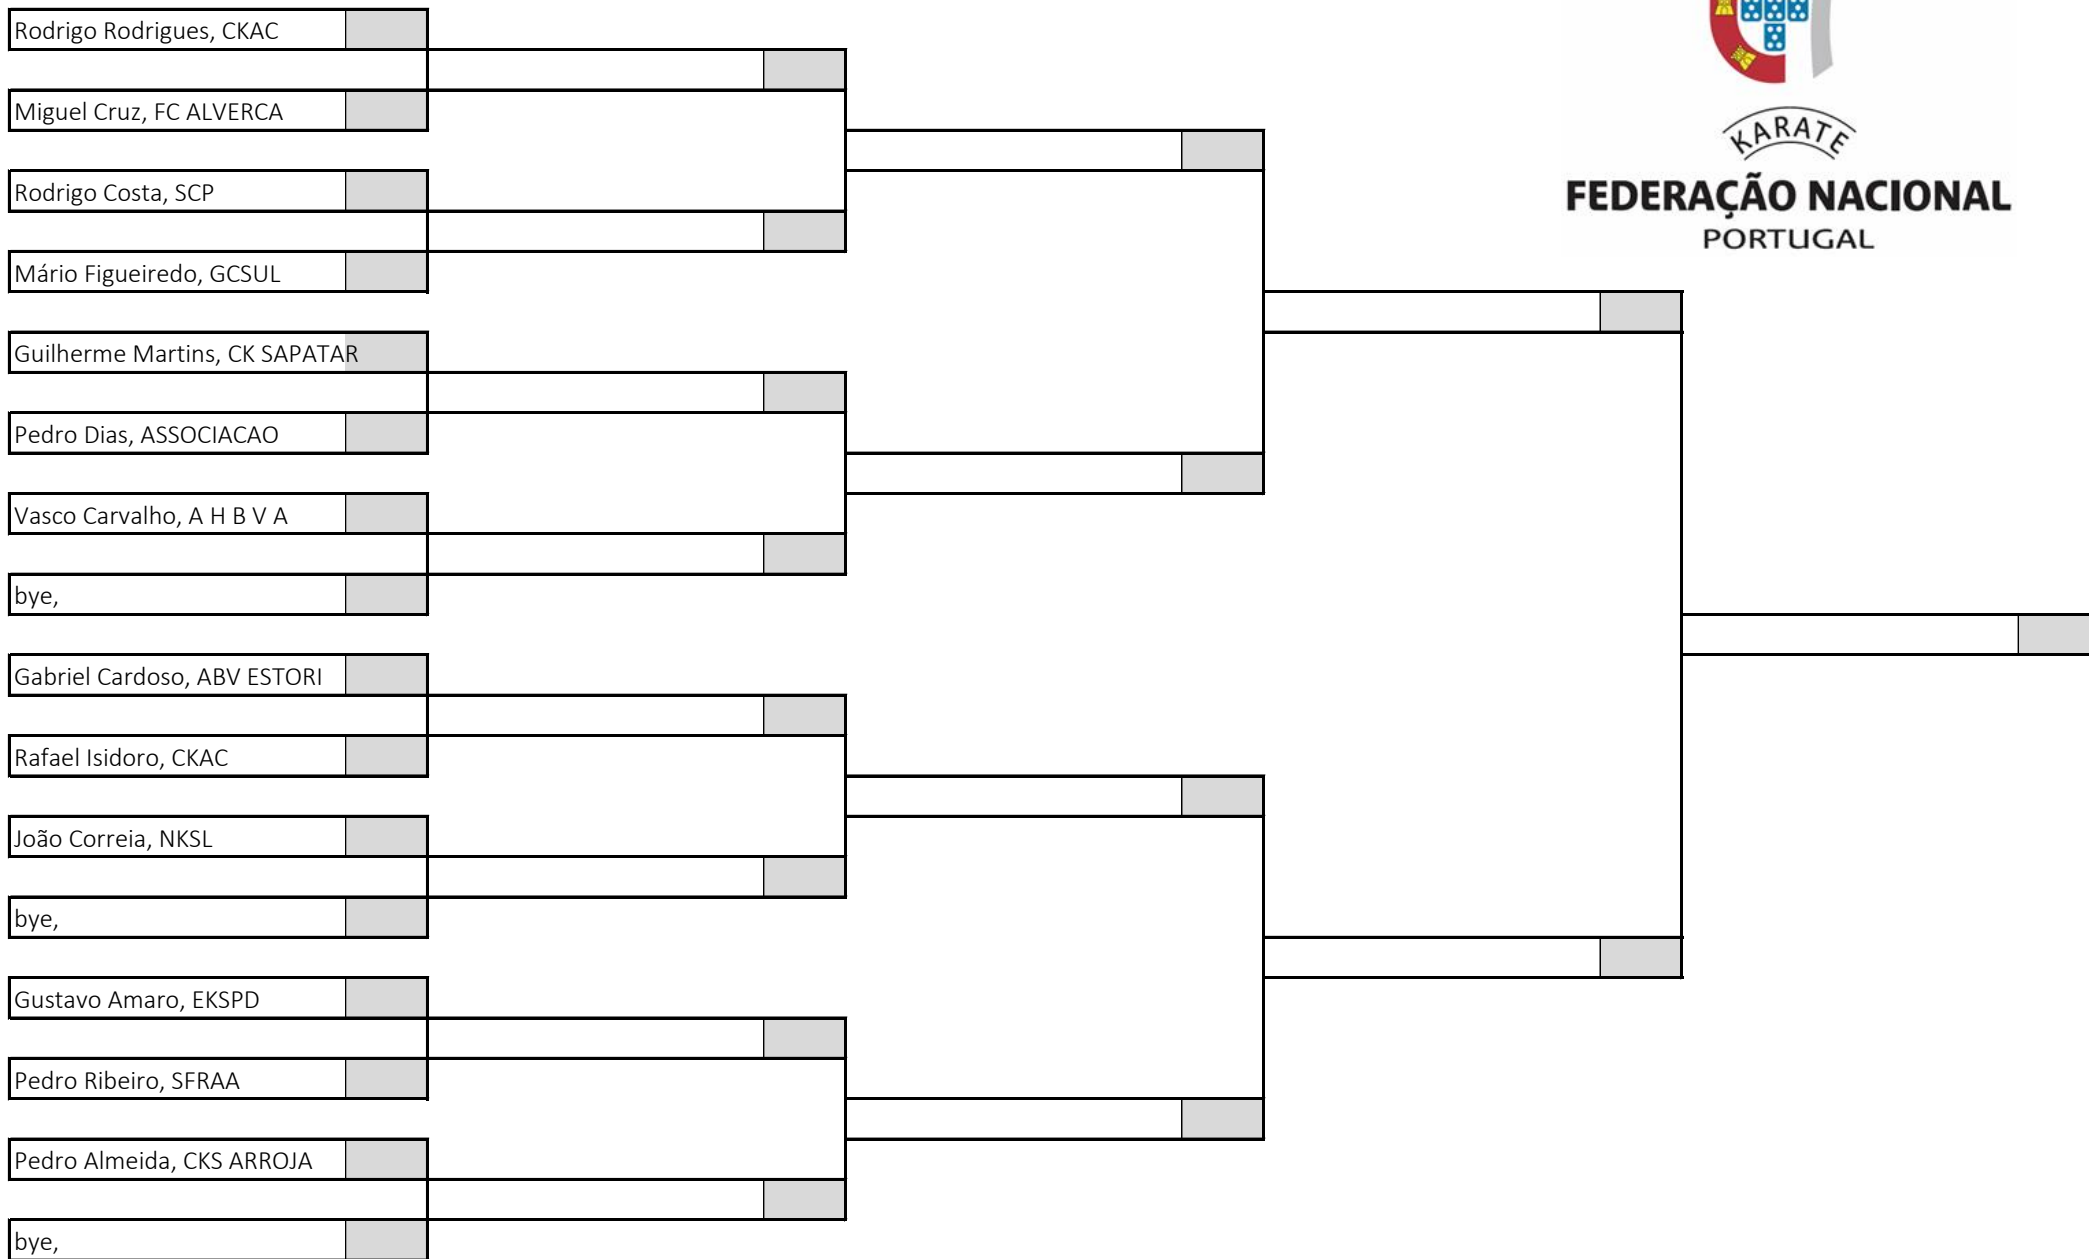 Rodrigo Rodrigues, CKAC
Miguel Cruz, FC ALVERCA
KARATE
Rodrigo Costa, SCP
FEDERAÇÃO NACIONAL
PORTUGAL
Mário Figueiredo, GCSUL
Guilherme Martins, CK SAPATAR
Pedro Dias, ASSOCIACAO
Vasco Carvalho, A H B V A
bye,
Gabriel Cardoso, ABV ESTORI
Rafael Isidoro, CKAC
João Correia, NKSL
bye,
Gustavo Amaro, EKSPD
Pedro Ribeiro, SFRAA
Pedro Almeida, CKS ARROJA
bye,